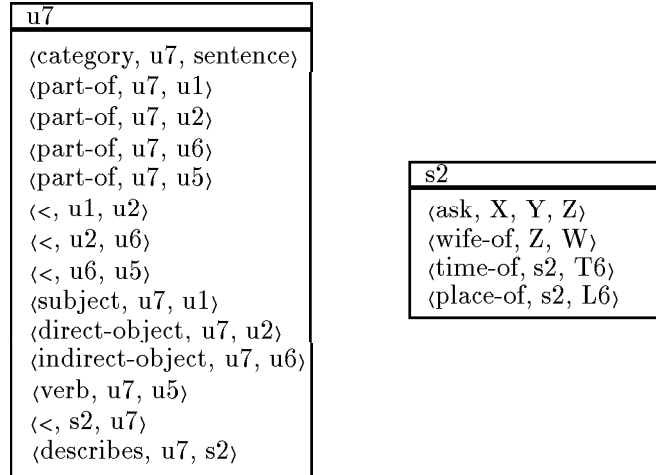 u7
⟨category, u7, sentence⟩
⟨part-of, u7, u1⟩
⟨part-of, u7, u2⟩
⟨part-of, u7, u6⟩
⟨part-of, u7, u5⟩
⟨<, u1, u2⟩
⟨<, u2, u6⟩
⟨<, u6, u5⟩
⟨subject, u7, u1⟩
⟨direct-object, u7, u2⟩
⟨indirect-object, u7, u6⟩
⟨verb, u7, u5⟩
⟨<, s2, u7⟩
⟨describes, u7, s2⟩
s2
⟨ask, X, Y, Z⟩
⟨wife-of, Z, W⟩
⟨time-of, s2, T6⟩
⟨place-of, s2, L6⟩